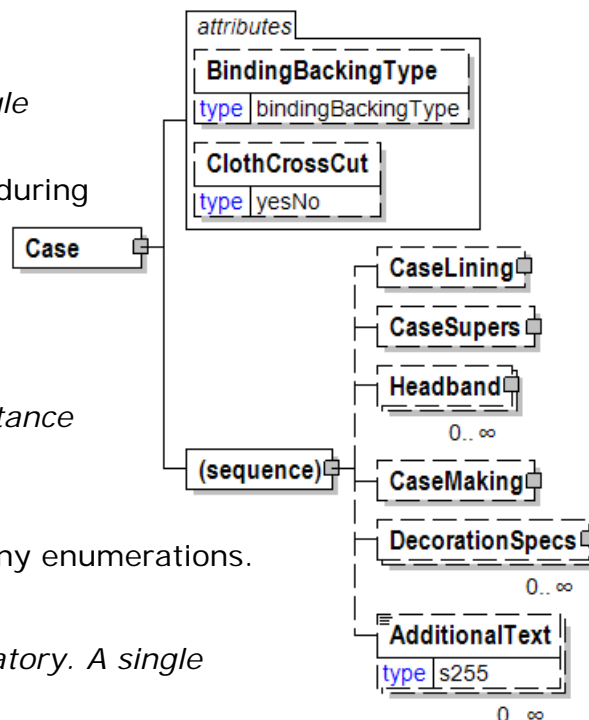 attributes
BindingBackingType
gle
type bindingBackingType
ClothCrossCut
during
type yesNo
Case
CaseLining
CaseSupers
Headband
tance
0.. ∞
(sequence)
CaseMaking
DecorationSpecs
ny enumerations.
0.. ∞
AdditionalText
atory. A single
type s255
0.. ∞